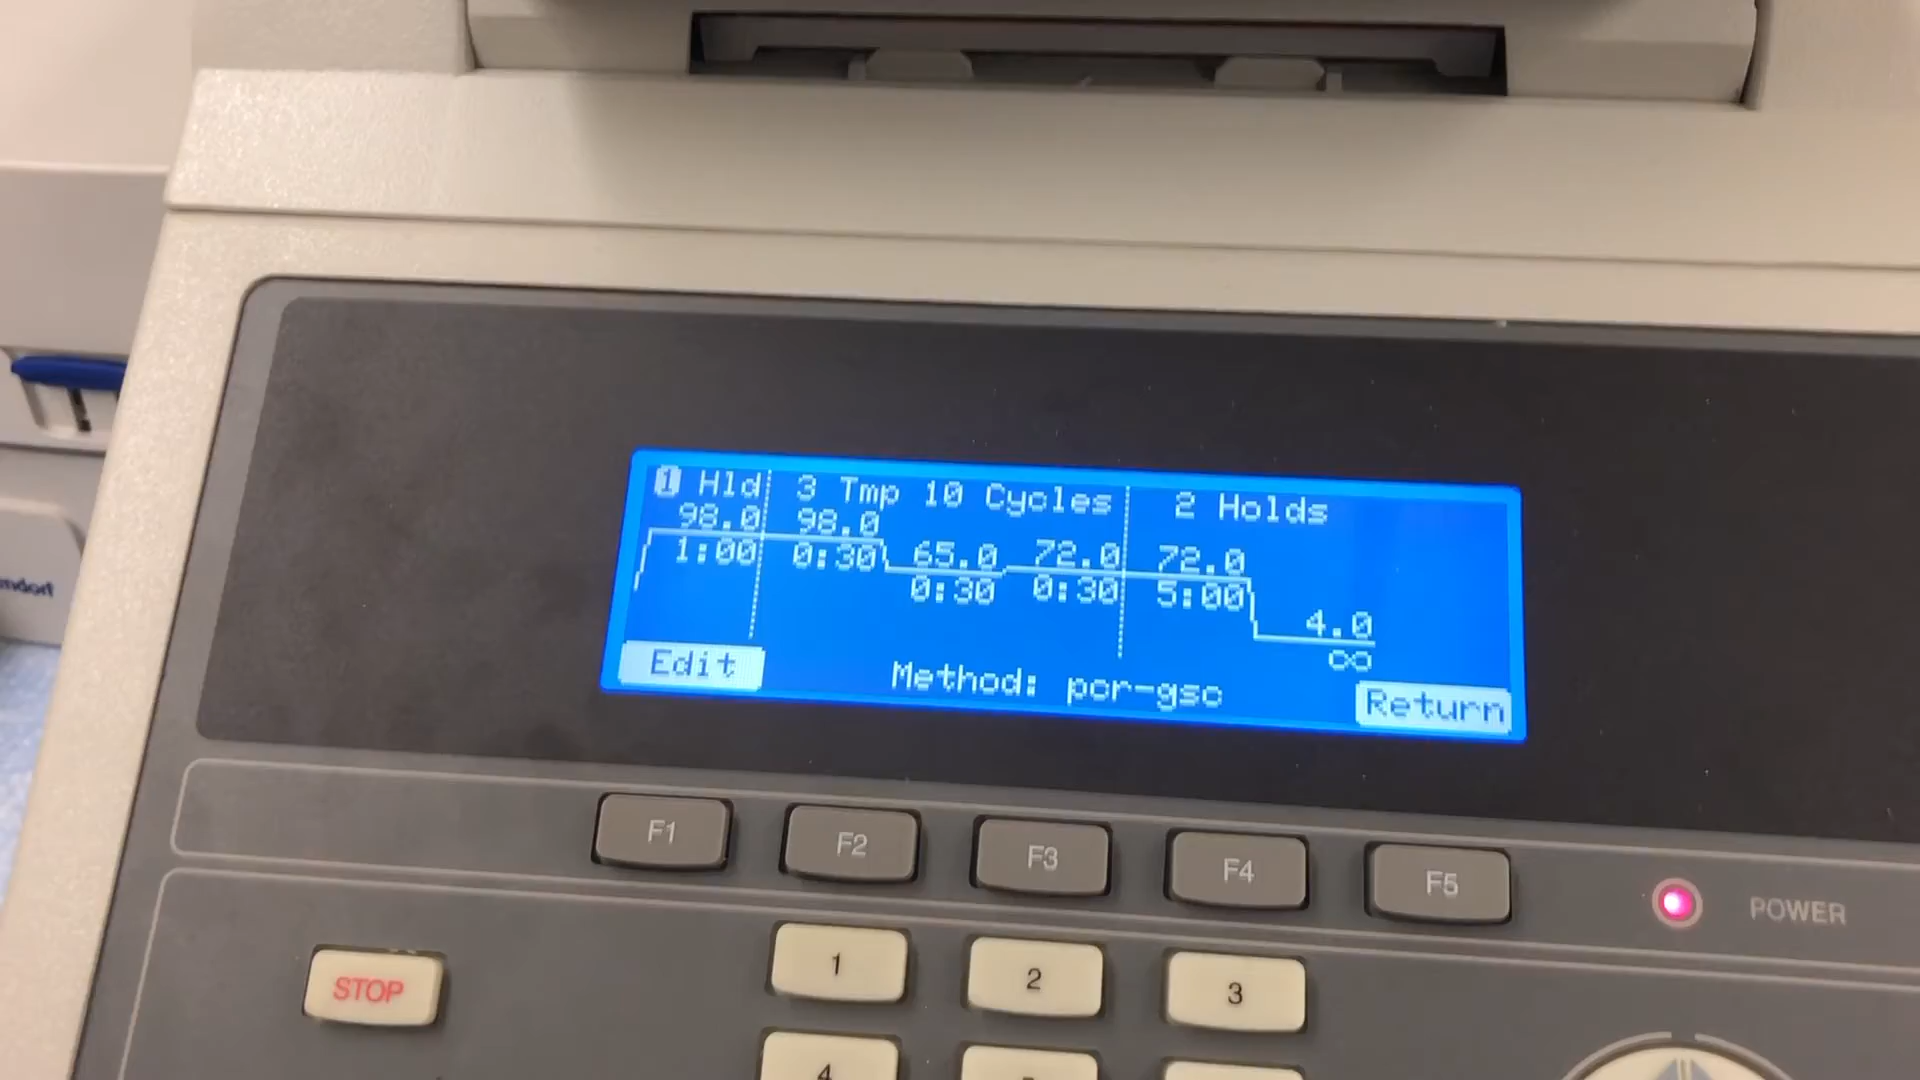 1 Hld 3 Tmp 10 Cycles 2 Holds
98.0 98.0
1:00 0:30 65.0 72.0 72.0
0:30 0:30 5:00
4.0
∞
Edit Method: pcr-gsc Return
F1 F2 F3 F4 F5
POWER
STOP 1 2 3
4